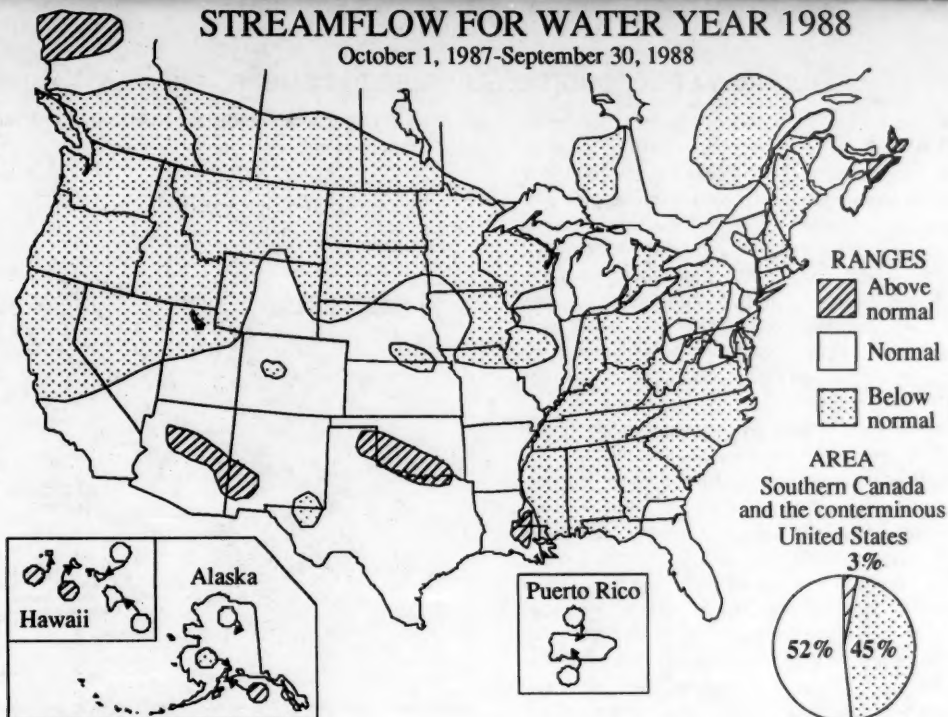 STREAMFLOW FOR WATER YEAR 1988
October 1, 1987-September 30, 1988
RANGES
Above
normal
Normal
Below
normal
AREA
Southern Canada
and the conterminous
United States
3%
52%
45%
Hawaii
Alaska
Puerto Rico